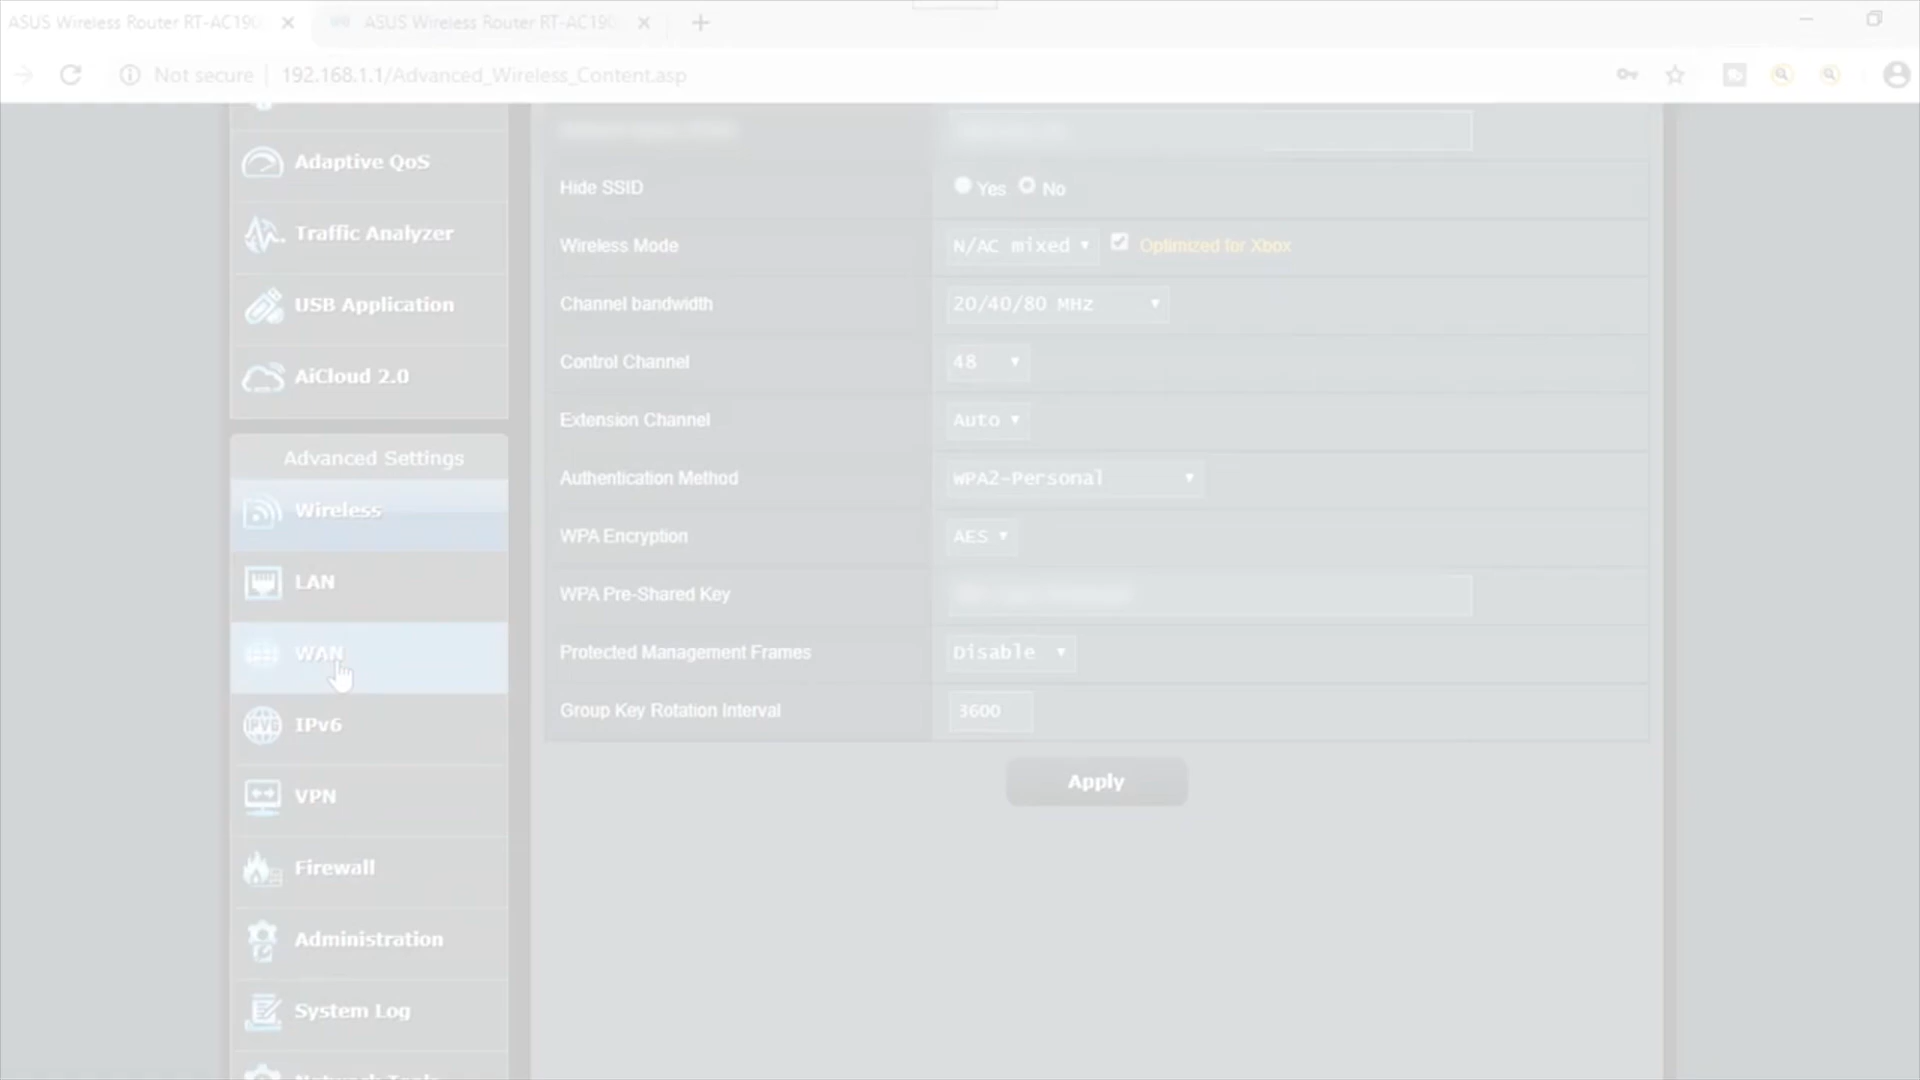 ASUS Wireless Router RT-AC190
ASUS Wireless Router RT-AC190
Not secure
192.168.1.1/Advanced_Wireless_Content.asp
Adaptive QoS
Traffic Analyzer
USB Application
AiCloud 2.0
Advanced Settings
Wireless
LAN
WAN
IPv6
VPN
Firewall
Administration
System Log
Hide SSID
Yes No
Wireless Mode
N/AC mixed
Optimized for Xbox
Channel bandwidth
20/40/80 MHz
Control Channel
48
Extension Channel
Auto
Authentication Method
WPA2-Personal
WPA Encryption
AES
WPA Pre-Shared Key
Protected Management Frames
Disable
Group Key Rotation Interval
3600
Apply